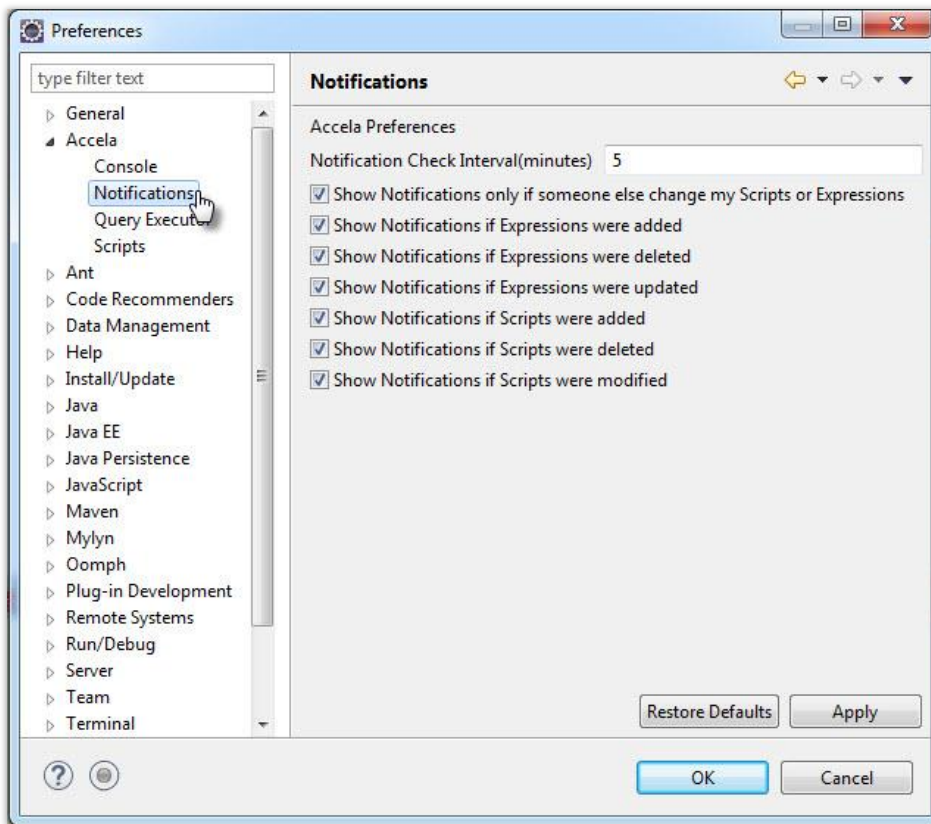 Preferences
type filter text
General
Accela
Console
Notifications
Query Executor
Scripts
Ant
Code Recommenders
Data Management
Help
Install/Update
Java
Java EE
Java Persistence
JavaScript
Maven
Mylyn
Oomph
Plug-in Development
Remote Systems
Run/Debug
Server
Team
Terminal
Notifications
Accela Preferences
Notification Check Interval(minutes) 5
Show Notifications only if someone else change my Scripts or Expressions
Show Notifications if Expressions were added
Show Notifications if Expressions were deleted
Show Notifications if Expressions were updated
Show Notifications if Scripts were added
Show Notifications if Scripts were deleted
Show Notifications if Scripts were modified
Restore Defaults Apply
OK Cancel